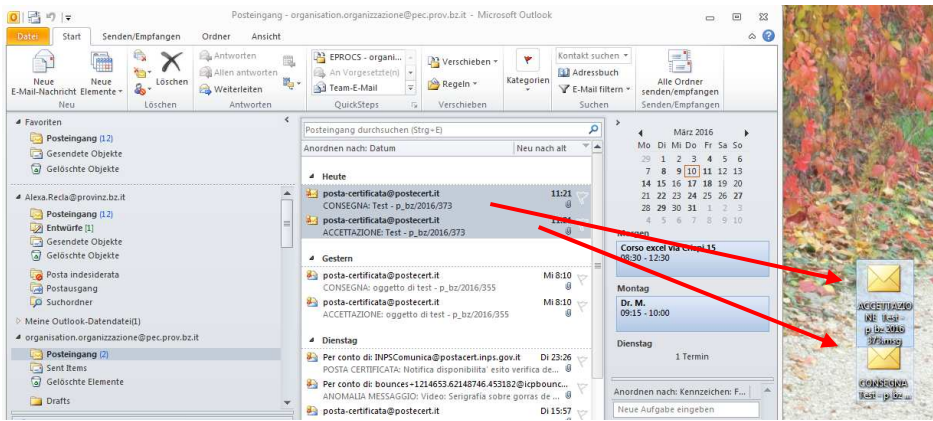 Posteingang - organisation.organizzazione@pec.prov.bz.it - Microsoft Outlook
Datei Start Senden/Empfangen Ordner Ansicht
Neue E-Mail-Nachricht
Neue Elemente
Neu
Löschen
Löschen
Antworten
Allen antworten
Weiterleiten
Antworten
EPROCS - organi...
An Vorgesetzte(n)
Team-E-Mail
QuickSteps
Verschieben
Regeln
Verschieben
Kategorien
Kontakt suchen
Adressbuch
E-Mail filtern
Suchen
Alle Ordner senden/empfangen
Senden/Empfangen
Favoriten
Posteingang (12)
Gesendete Objekte
Gelöschte Objekte
Alexa.Recla@provinz.bz.it
Posteingang (12)
Entwürfe [1]
Gesendete Objekte
Gelöschte Objekte
Posta indesiderata
Postausgang
Suchordner
Meine Outlook-Datendatei(1)
organisation.organizzazione@pec.prov.bz.it
Posteingang (2)
Sent Items
Gelöschte Elemente
Drafts
Posteingang durchsuchen (Strg+E)
Anordnen nach: Datum Neu nach alt
Heute
posta-certificata@postecert.it 11:21
CONSEGNA: Test - p_bz/2016/373
posta-certificata@postecert.it
ACCETTAZIONE: Test - p_bz/2016/373
Gestern
posta-certificata@postecert.it Mi 8:10
CONSEGNA: oggetto di test - p_bz/2016/355
posta-certificata@postecert.it Mi 8:10
ACCETTAZIONE: oggetto di test - p_bz/2016/355
Dienstag
Per conto di: INPSComunica@postacert.inps.gov.it Di 23:26
POSTA CERTIFICATA: Notifica disponibilita' esito verifica de...
Per conto di: bounces+1214653.62148746.453182@icpbounc...
ANOMALIA MESSAGGIO: Video: Serigrafia sobre gorras de ...
posta-certificata@postecert.it Di 15:57
März 2016
Mo Di Mi Do Fr Sa So
29 1 2 3 4 5 6
7 8 9 10 11 12 13
14 15 16 17 18 19 20
21 22 23 24 25 26 27
28 29 30 31 1 2 3
4 5 6 7 8 9 10
Morgen
Corso excel via Crispi 15
08:30 - 12:30
Montag
Dr. M.
09:15 - 10:00
Dienstag
1 Termin
Anordnen nach: Kennzeichen: F...
Neue Aufgabe eingeben
ACCETTAZIO
NE Test -
p_bz 2016
373.msg
CONSEGNA
Test - p_bz ...